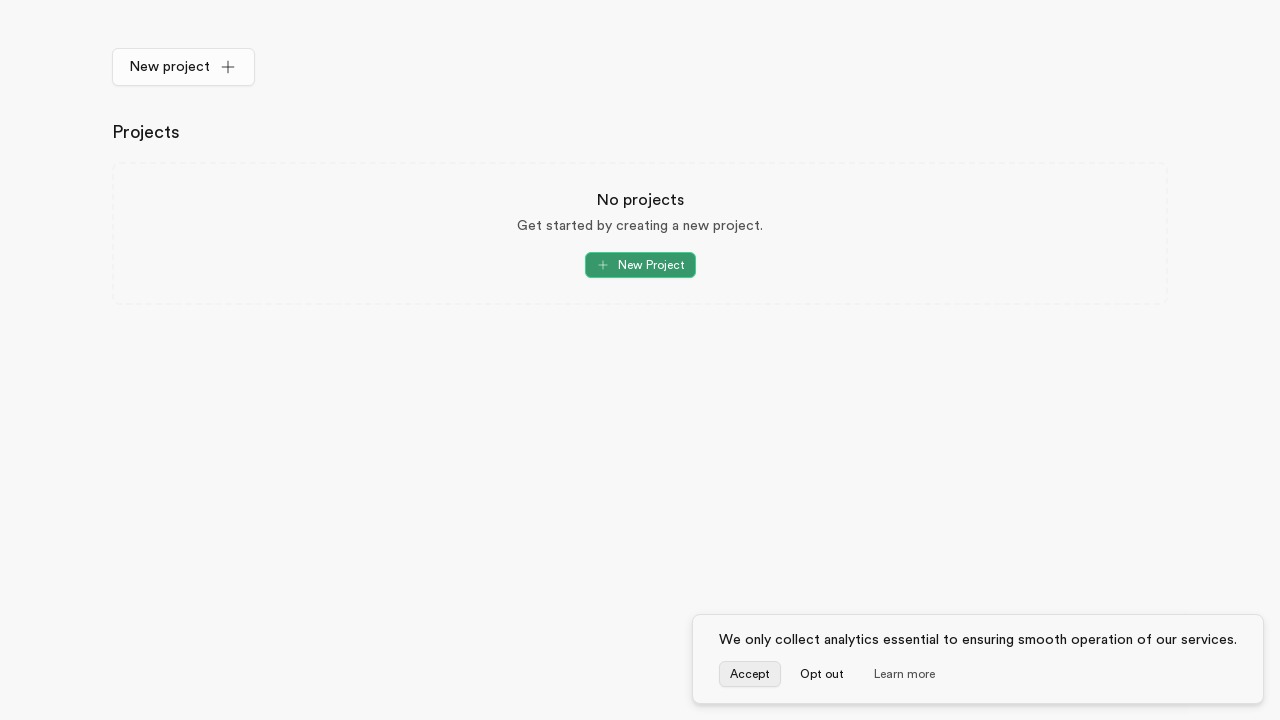 New project
Projects
No projects
Get started by creating a new project.
New Project
We only collect analytics essential to ensuring smooth operation of our services.
Accept Opt out Learn more